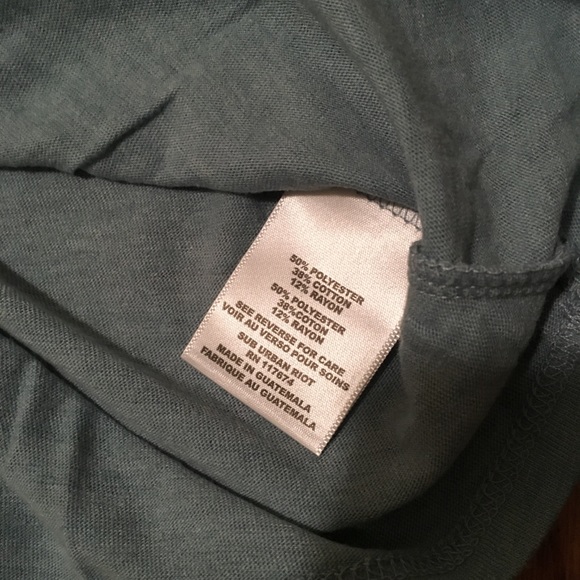 50% POLYESTER
38% COTTON
12% RAYON
50% POLYESTER
38%COTON
12% RAYON
SEE REVERSE FOR CARE
VOIR AU VERSO POUR SOINS
SUB URBAN RIOT
RN 117674
MADE IN GUATEMALA
FABRIQUE AU GUATEMALA